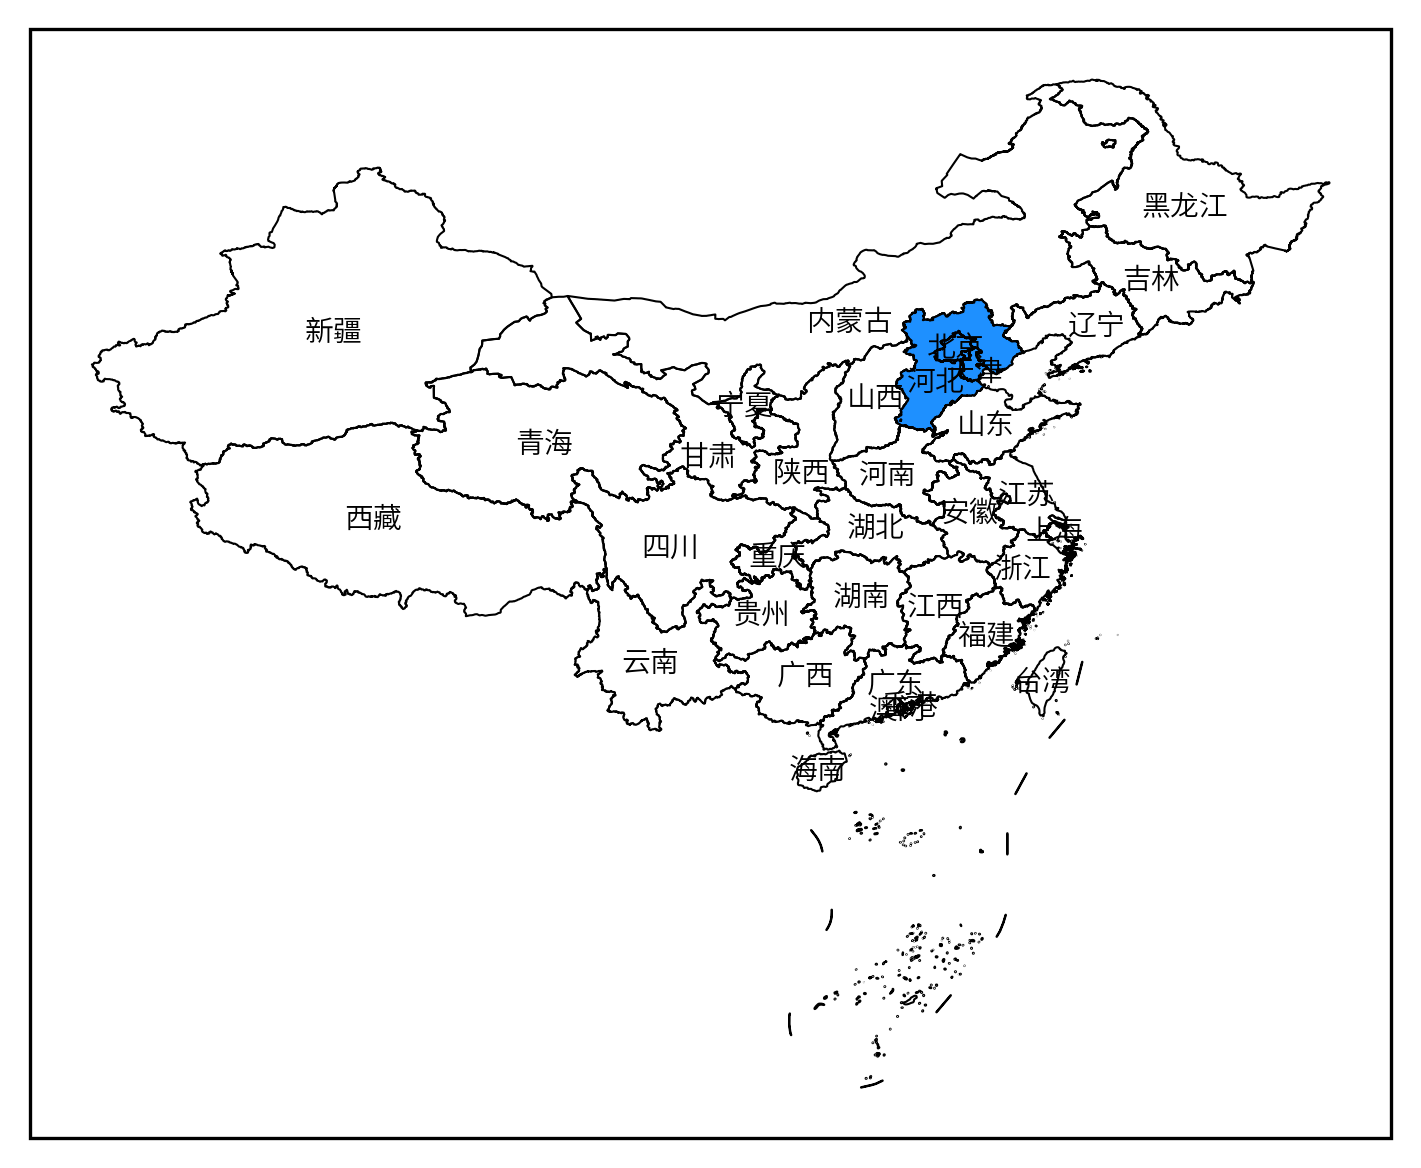 黑龙江
吉林
辽宁
内蒙古
新疆
北京
天津
河北
山西
宁夏
山东
青海
甘肃
陕西
河南
江苏
安徽
西藏
湖北
上海
四川
重庆
浙江
湖南
江西
贵州
福建
云南
广西
广东
台湾
香港
澳门
海南